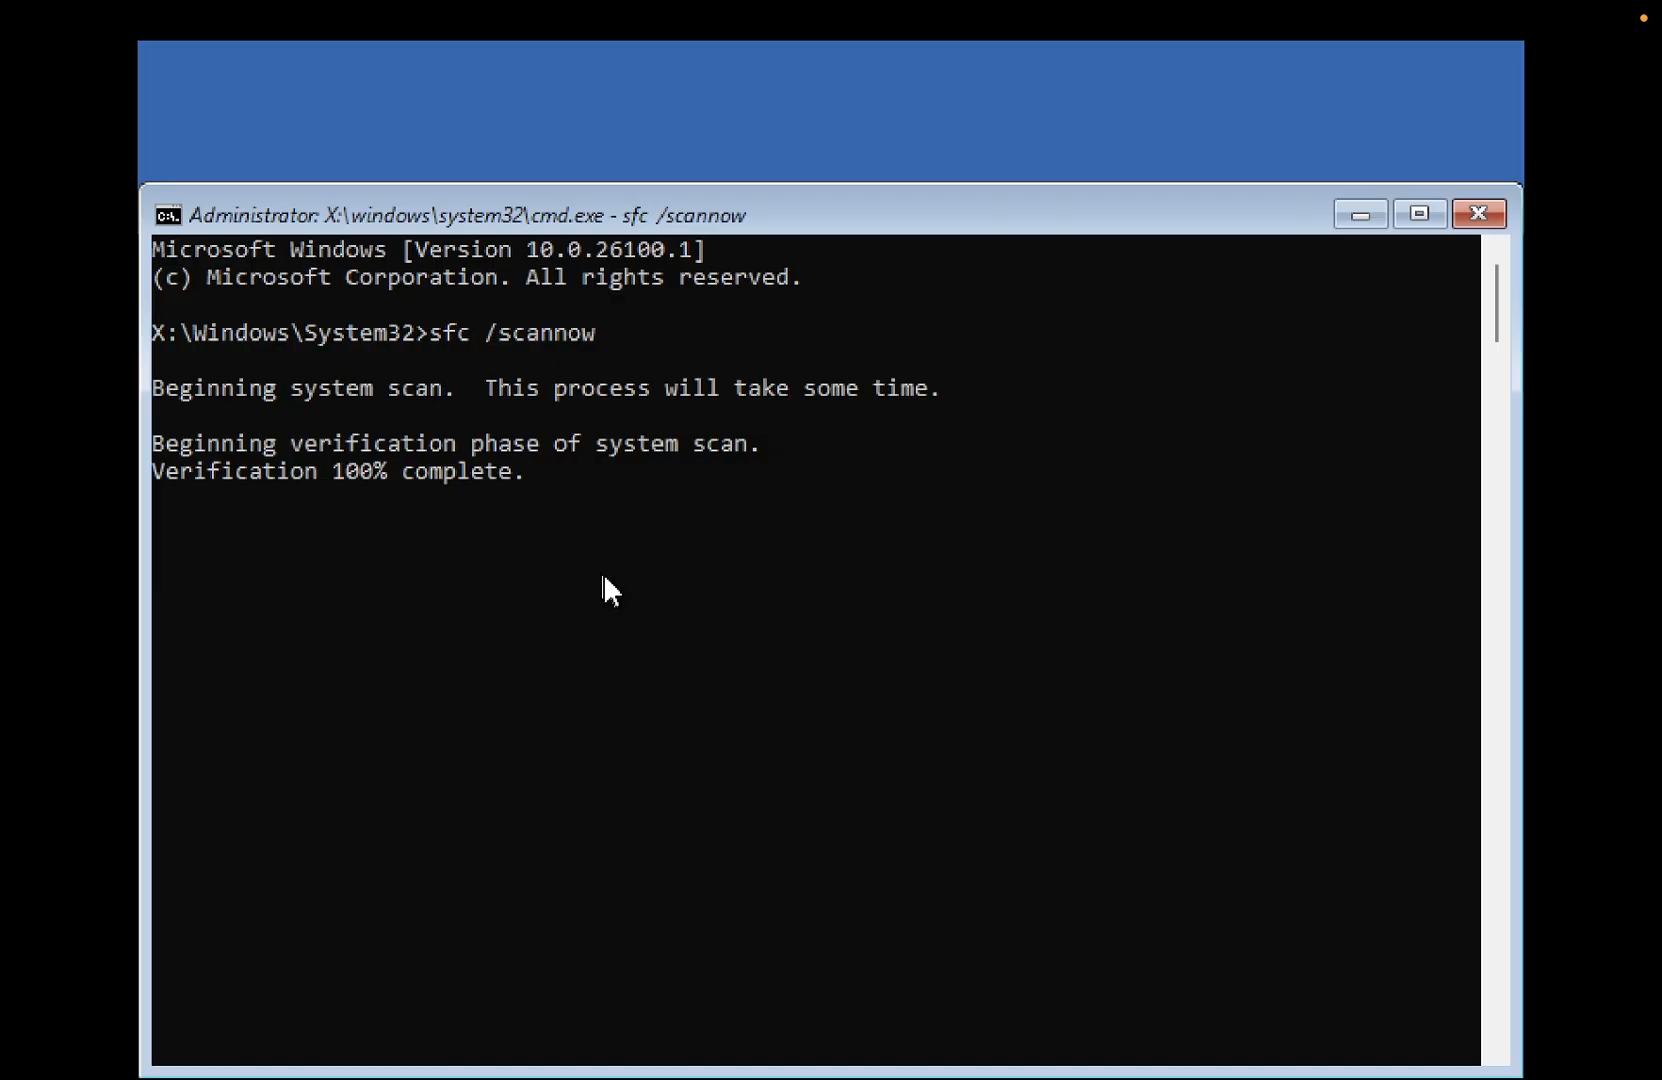 Administrator: X:\windows\system32\cmd.exe - sfc /scannow
Microsoft Windows [Version 10.0.26100.1]
(c) Microsoft Corporation. All rights reserved.
X:\Windows\System32>sfc /scannow
Beginning system scan.  This process will take some time.
Beginning verification phase of system scan.
Verification 100% complete.